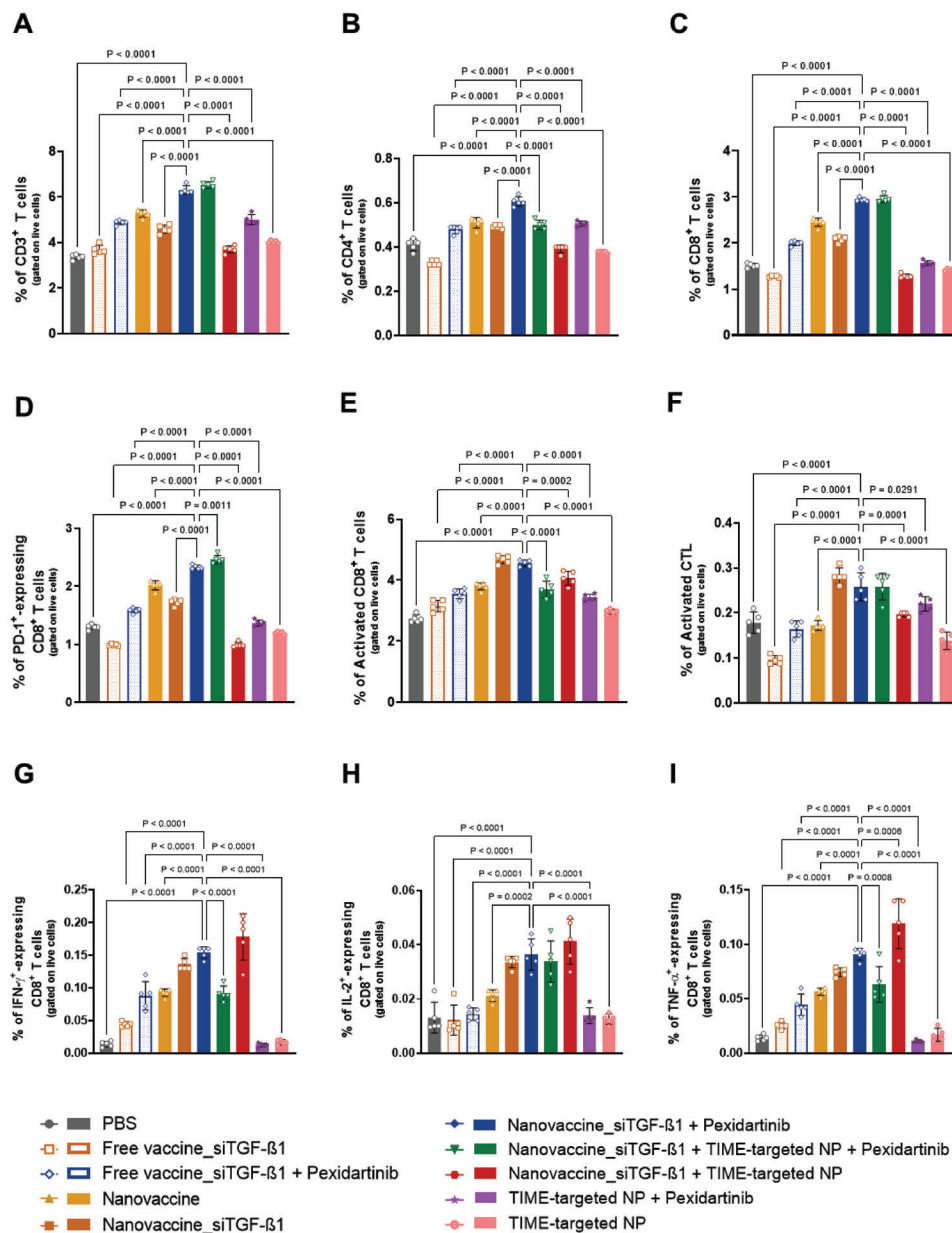 A
P < 0.0001
P < 0.0001 P < 0.0001
P < 0.0001 P < 0.0001
P < 0.0001 P < 0.0001
P < 0.0001
% of CD3⁺ T cells
(gated on live cells)
8
6
4
2
0
B
P < 0.0001 P < 0.0001
P < 0.0001 P < 0.0001
P < 0.0001 P < 0.0001
P < 0.0001 P < 0.0001
P < 0.0001
% of CD4⁺ T cells
(gated on live cells)
0.8
0.6
0.4
0.2
0.0
C
P < 0.0001
P < 0.0001 P < 0.0001
P < 0.0001 P < 0.0001
P < 0.0001 P < 0.0001
P < 0.0001
% of CD8⁺ T cells
(gated on live cells)
4
3
2
1
0
D
P < 0.0001 P < 0.0001
P < 0.0001 P < 0.0001
P < 0.0001 P < 0.0001
P < 0.0001 P = 0.0011
P < 0.0001
% of PD-1⁺-expressing
CD8⁺ T cells
(gated on live cells)
3
2
1
0
E
P < 0.0001 P < 0.0001
P < 0.0001 P = 0.0002
P < 0.0001 P < 0.0001
P < 0.0001 P < 0.0001
% of Activated CD8⁺ T cells
(gated on live cells)
6
4
2
0
F
P < 0.0001
P < 0.0001 P = 0.0291
P < 0.0001 P = 0.0001
P < 0.0001 P < 0.0001
% of Activated CTL
(gated on live cells)
0.3
0.2
0.1
0.0
G
P < 0.0001
P < 0.0001
P < 0.0001 P < 0.0001
P < 0.0001 P < 0.0001
% of IFN-γ⁺-expressing
CD8⁺ T cells
(gated on live cells)
0.25
0.20
0.15
0.10
0.05
0.00
H
P < 0.0001
P < 0.0001
P < 0.0001 P < 0.0001
P = 0.0002 P < 0.0001
% of IL-2⁺-expressing
CD8⁺ T cells
(gated on live cells)
0.06
0.04
0.02
0.00
I
P < 0.0001 P < 0.0001
P < 0.0001 P = 0.0006
P < 0.0001 P < 0.0001
P < 0.0001 P = 0.0008
% of TNF-α⁺-expressing
CD8⁺ T cells
(gated on live cells)
0.15
0.10
0.05
0.00
PBS
Free vaccine_siTGF-ß1
Free vaccine_siTGF-ß1 + Pexidartinib
Nanovaccine
Nanovaccine_siTGF-ß1
Nanovaccine_siTGF-ß1 + Pexidartinib
Nanovaccine_siTGF-ß1 + TIME-targeted NP + Pexidartinib
Nanovaccine_siTGF-ß1 + TIME-targeted NP
TIME-targeted NP + Pexidartinib
TIME-targeted NP